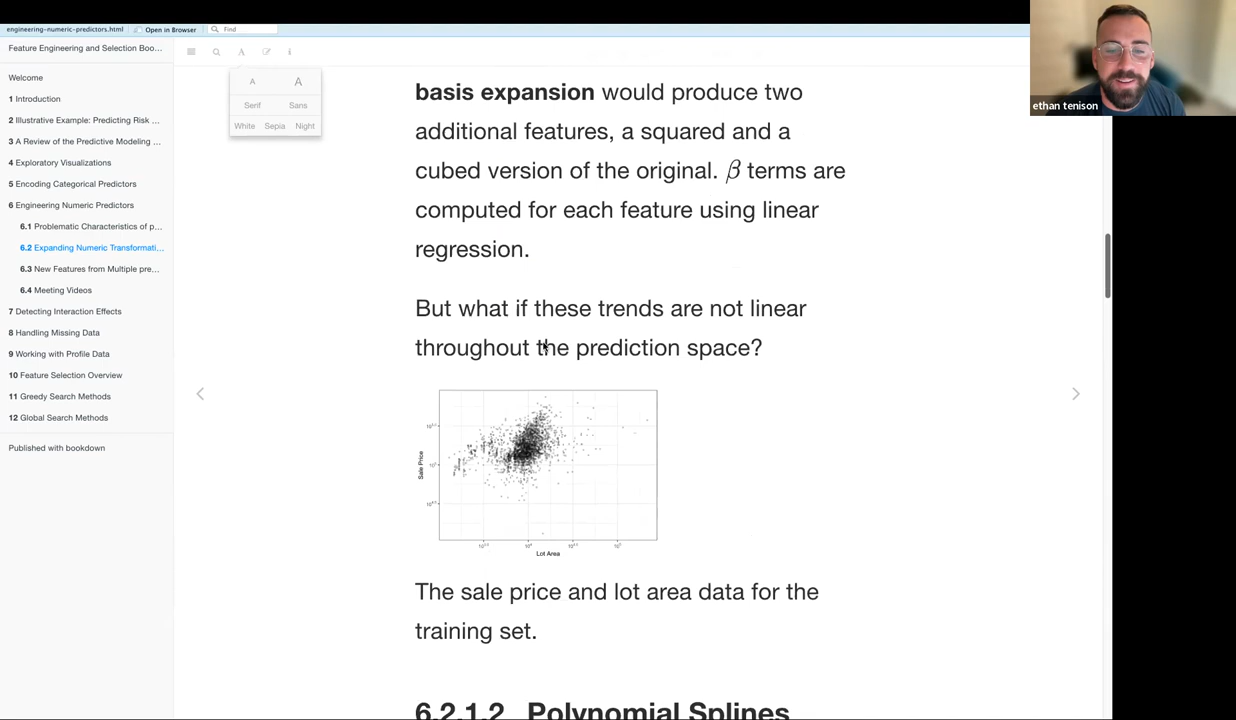 engineering-numeric-predictors.html
Open in Browser
Find
Feature Engineering and Selection Boo...
Welcome
1 Introduction
2 Illustrative Example: Predicting Risk ...
3 A Review of the Predictive Modeling ...
4 Exploratory Visualizations
5 Encoding Categorical Predictors
6 Engineering Numeric Predictors
6.1 Problematic Characteristics of p...
6.2 Expanding Numeric Transformati...
6.3 New Features from Multiple pre...
6.4 Meeting Videos
7 Detecting Interaction Effects
8 Handling Missing Data
9 Working with Profile Data
10 Feature Selection Overview
11 Greedy Search Methods
12 Global Search Methods
Published with bookdown
A A
Serif Sans
White Sepia Night
basis expansion would produce two
additional features, a squared and a
cubed version of the original. β terms are
computed for each feature using linear
regression.
But what if these trends are not linear
throughout the prediction space?
Sale Price
Lot Area
The sale price and lot area data for the
training set.
6.2.1.2 Polynomial Splines
ethan tenison